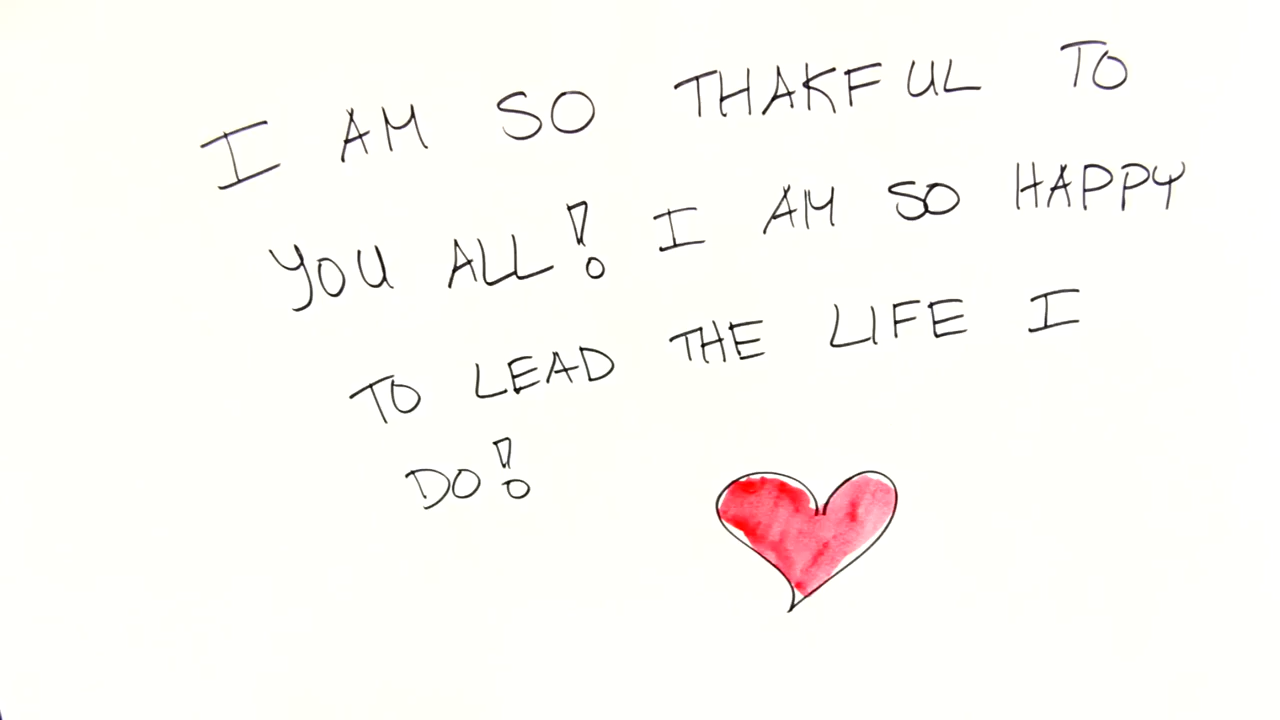 I AM SO THAKFUL TO
YOU ALL! I AM SO HAPPY
TO LEAD THE LIFE I
DO!